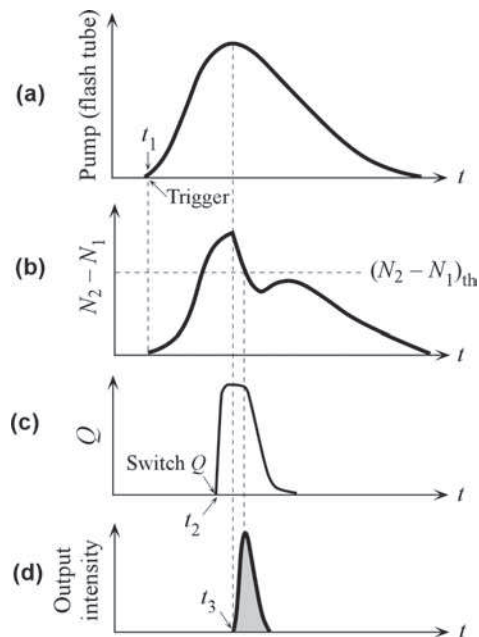 (a)
Pump (flash tube)
t₁
Trigger
t
(b)
N₂ − N₁
(N₂ − N₁)th
t
(c)
Q
Switch Q
t₂
t
(d)
Output
intensity
t₃
t